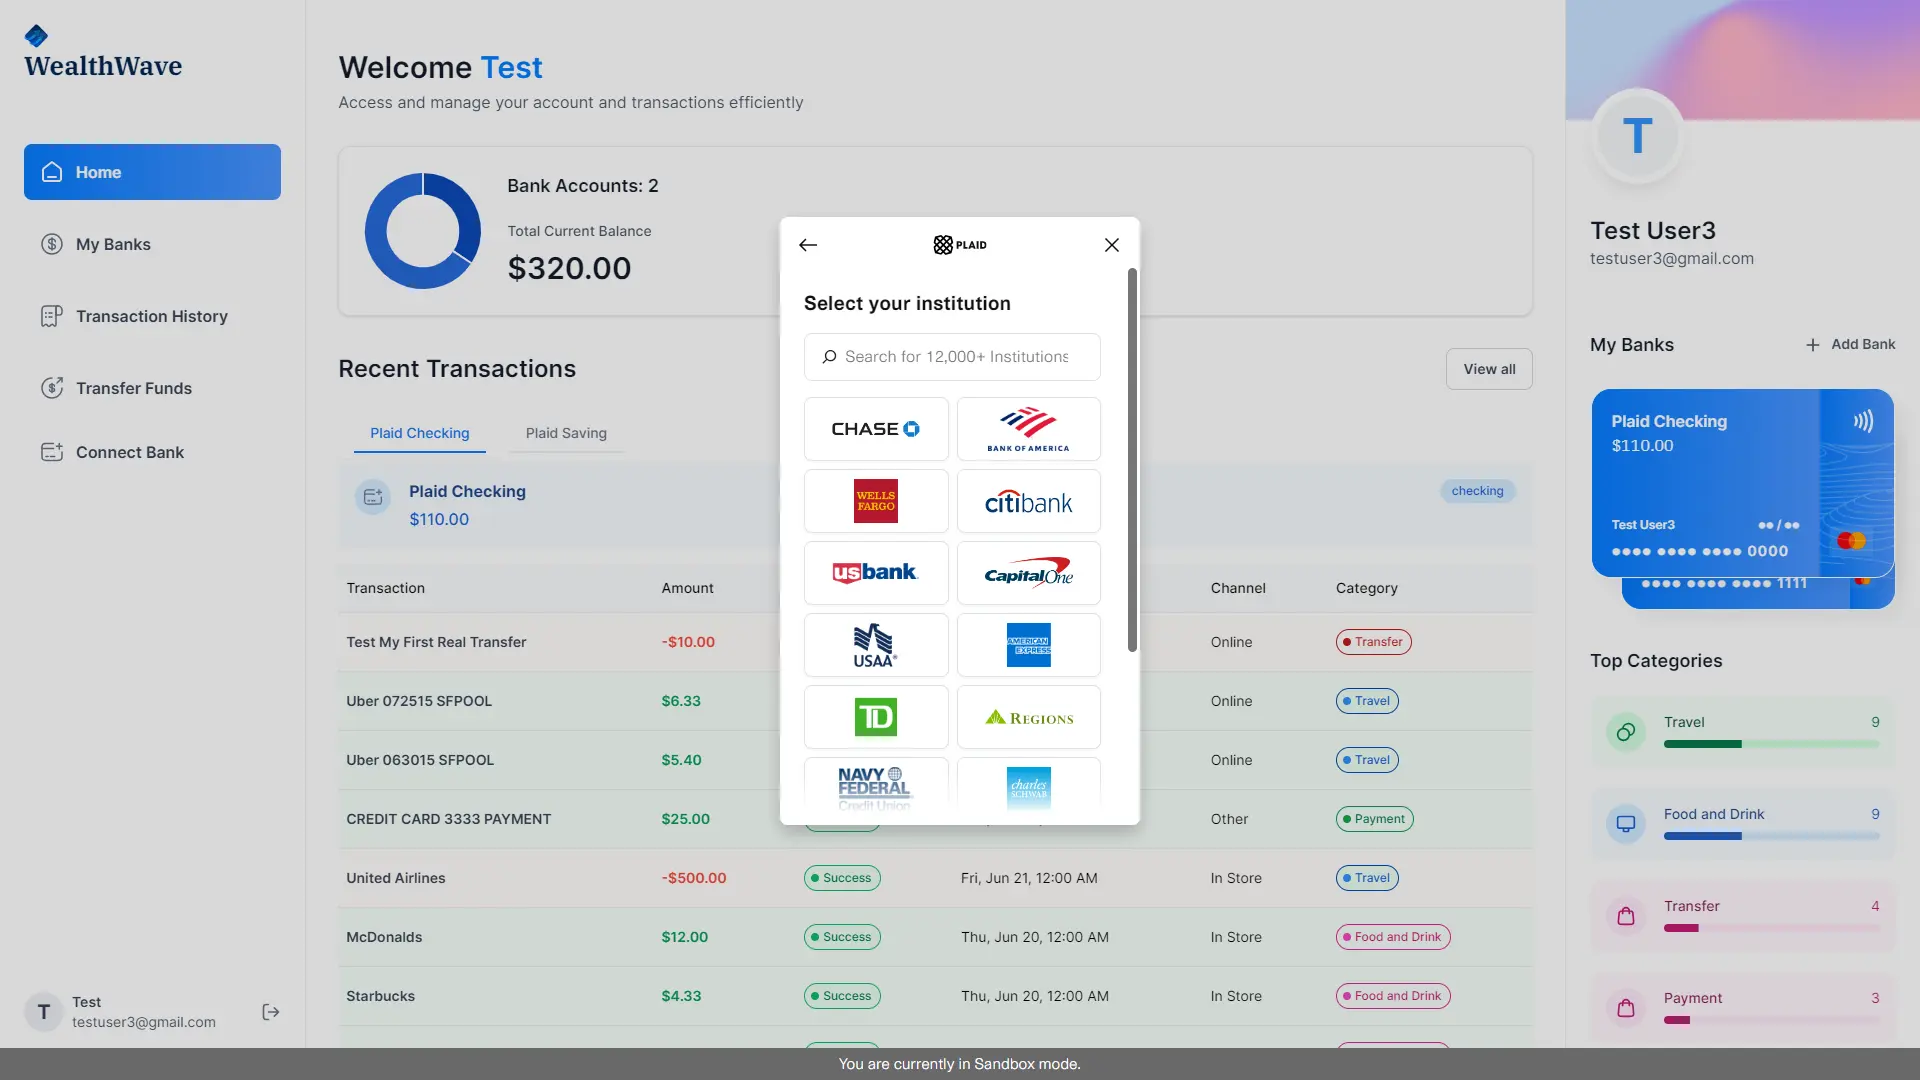 WealthWave
Home
My Banks
Transaction History
Transfer Funds
Connect Bank
T
Test
testuser3@gmail.com
Welcome Test
Access and manage your account and transactions efficiently
Bank Accounts: 2
Total Current Balance
$320.00
Recent Transactions
View all
Plaid Checking
Plaid Saving
Plaid Checking
$110.00
checking
Transaction Amount Channel Category
Test My First Real Transfer -$10.00 Online Transfer
Uber 072515 SFPOOL $6.33 Online Travel
Uber 063015 SFPOOL $5.40 Online Travel
CREDIT CARD 3333 PAYMENT $25.00 Other Payment
United Airlines -$500.00 Success Fri, Jun 21, 12:00 AM In Store Travel
McDonalds $12.00 Success Thu, Jun 20, 12:00 AM In Store Food and Drink
Starbucks $4.33 Success Thu, Jun 20, 12:00 AM In Store Food and Drink
PLAID
Select your institution
Search for 12,000+ Institutions
CHASE
BANK OF AMERICA
WELLS
FARGO
citibank
usbank
Capital One
USAA
AMERICAN
EXPRESS
TD
REGIONS
NAVY
FEDERAL
Credit Union
charles
SCHWAB
T
Test User3
testuser3@gmail.com
My Banks
Add Bank
Plaid Checking
$110.00
Test User3 ●● / ●●
●●●● ●●●● ●●●● 0000
●●●● ●●●● ●●●● 1111
Top Categories
Travel 9
Food and Drink 9
Transfer 4
Payment 3
You are currently in Sandbox mode.